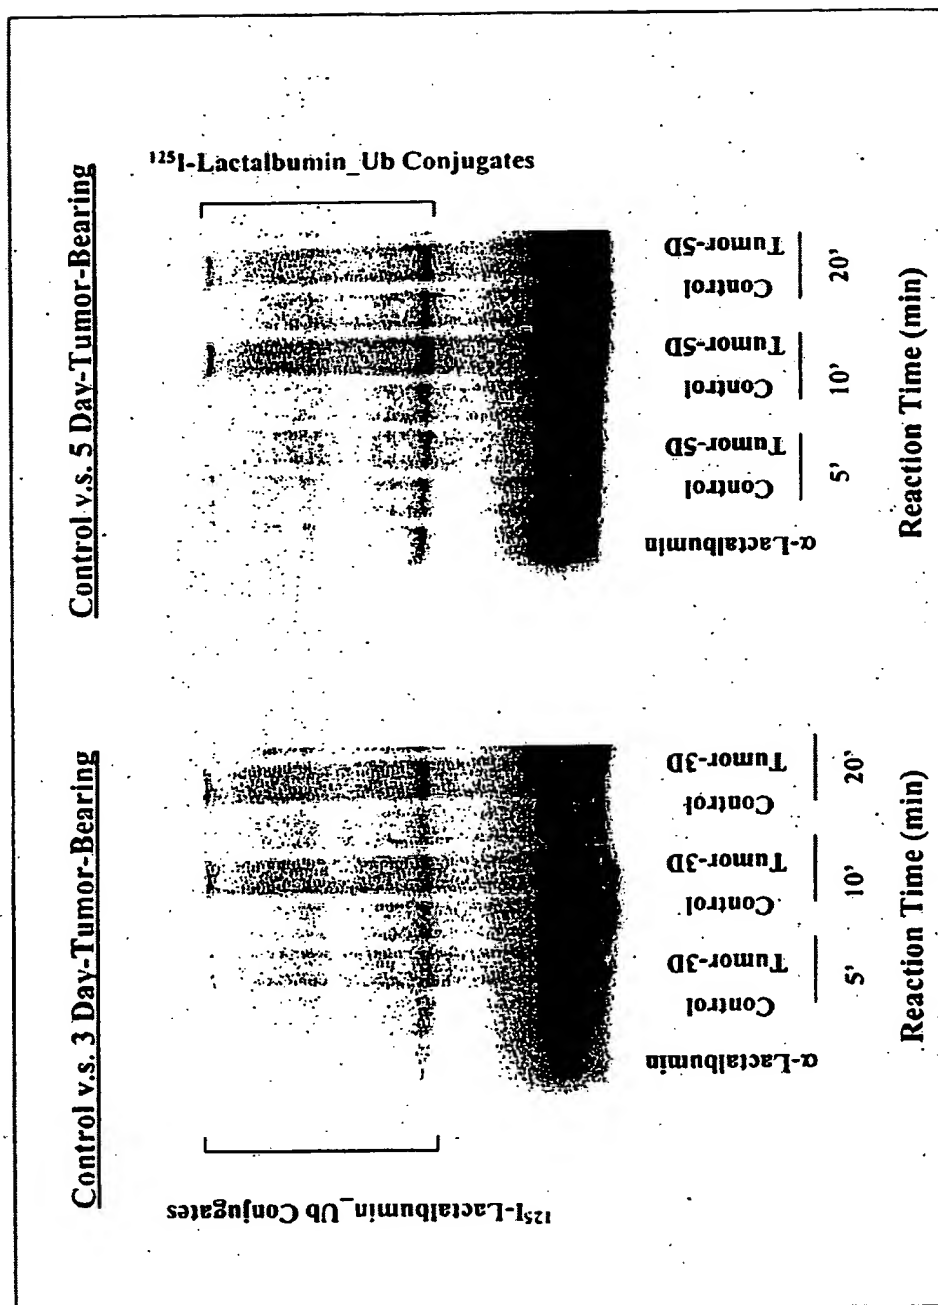 Control v.s. 3 Day-Tumor-Bearing
¹²⁵I-Lactalbumin_Ub Conjugates
α-Lactalbumin
Control
Tumor-3D
Control
Tumor-3D
Control
Tumor-3D
5'
10'
20'
Reaction Time (min)
Control v.s. 5 Day-Tumor-Bearing
¹²⁵I-Lactalbumin_Ub Conjugates
α-Lactalbumin
Control
Tumor-5D
Control
Tumor-5D
Control
Tumor-5D
5'
10'
20'
Reaction Time (min)